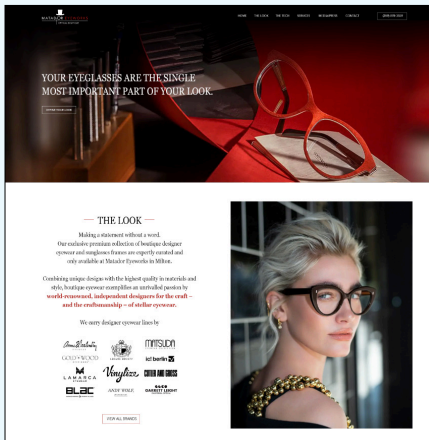 MATADOR EYEWORKS
HOME THE LOOK THE TECH SERVICES IN EYEWORKS CONTACT
YOUR EYEGLASSES ARE THE SINGLE
MOST IMPORTANT PART OF YOUR LOOK.
THE LOOK
Making a statement without a word.
Our exclusive premium collection of boutique designer
eyewear and sunglasses frames are expertly curated and
only available at Matador Eyeworks in Milton.
Combining unique designs with the highest quality in materials and
style, boutique eyewear exemplifies an unrivalled passion by
world-renowned, independent designers for the craft –
and the craftsmanship – of stellar eyewear.
We carry designer eyewear lines by
MATSUDA
GOLD & WOOD
ic! berlin
LAMARCA
Vinylize
CUTLER AND GROSS
BLAC
ANDY WOLF
GARRETT LEIGHT
VIEW ALL BRANDS